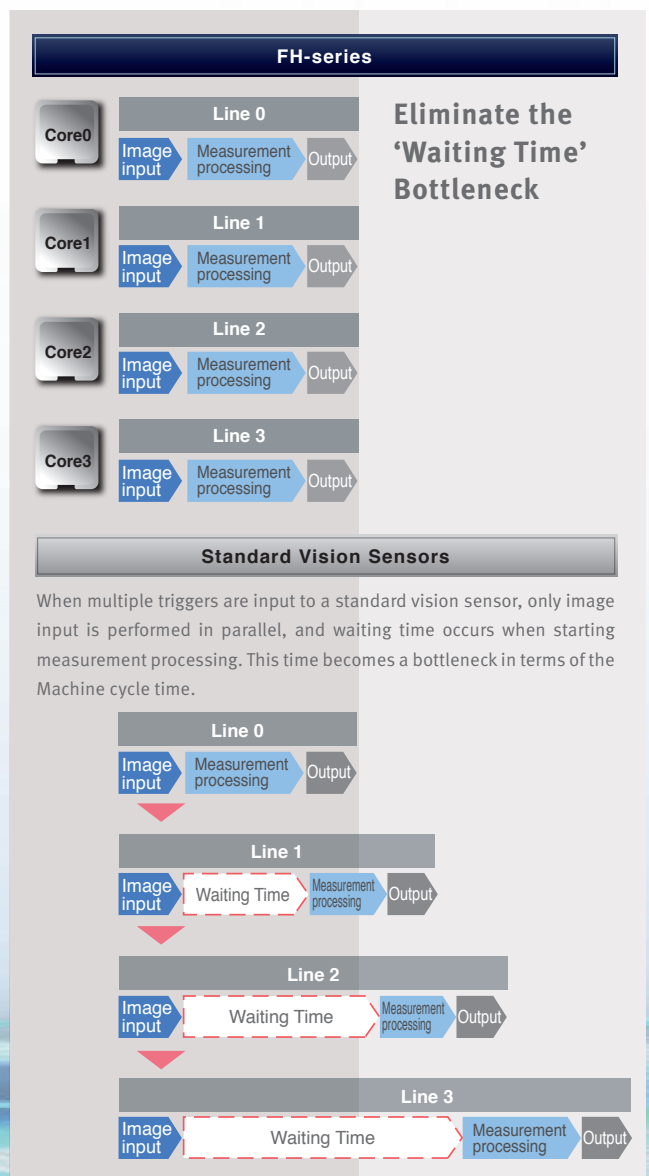 FH-series
Eliminate the
‘Waiting Time’
Bottleneck
Core0
Line 0
Image
input
Measurement
processing
Output
Core1
Line 1
Image
input
Measurement
processing
Output
Core2
Line 2
Image
input
Measurement
processing
Output
Core3
Line 3
Image
input
Measurement
processing
Output
Standard Vision Sensors
When multiple triggers are input to a standard vision sensor, only image
input is performed in parallel, and waiting time occurs when starting
measurement processing. This time becomes a bottleneck in terms of the
Machine cycle time.
Line 0
Image
input
Measurement
processing
Output
Line 1
Image
input
Waiting Time
Measurement
processing
Output
Line 2
Image
input
Waiting Time
Measurement
processing
Output
Line 3
Image
input
Waiting Time
Measurement
processing
Output